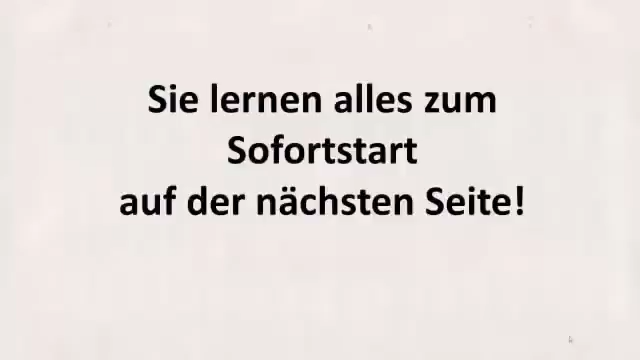 Sie lernen alles zum
Sofortstart
auf der nächsten Seite!